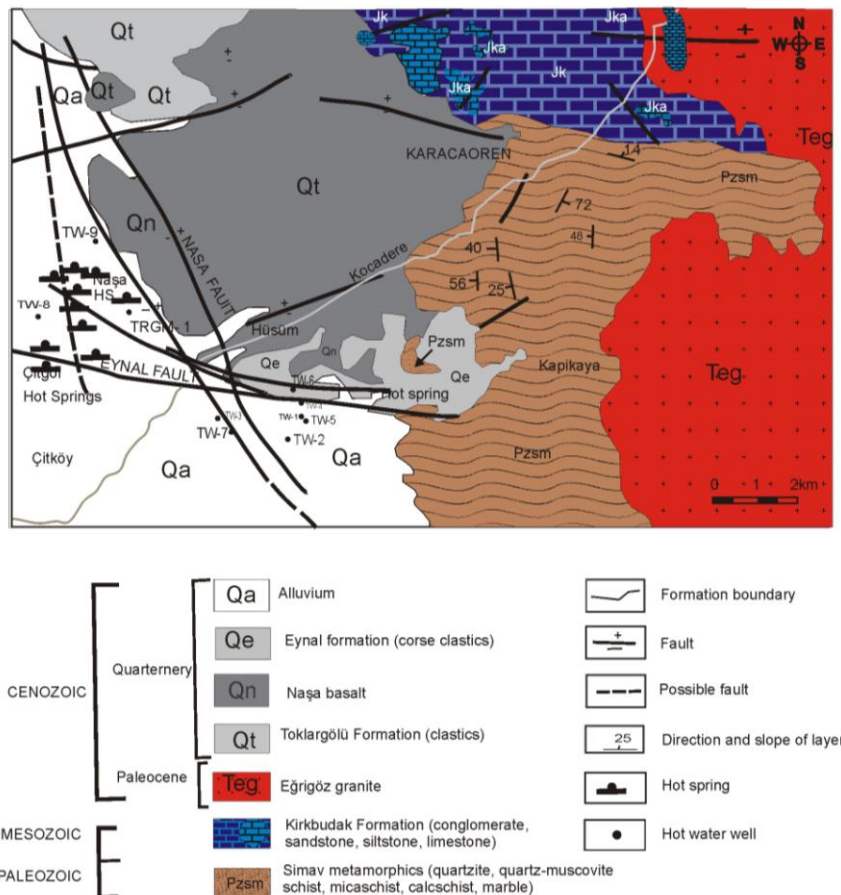 Qt
Jk
Jka
N
W E
S
Qa
Qt
Qt
Jka
Jk
Jka
Teg
14
KARACAOREN
Pzsm
Qt
Qn
72
TW-9
NASA FAUIT
40
48
Kocadere
Naşa
HS
56
25
TW-8
TRGM-1
Hüsüm
Pzsm
Qe
Qn
Kapikaya
Teg
EYNAL FAULT
Çitgöl
Hot Springs
TW-6
Hot spring
Qe
TW-1
TW-5
TW-7
TW-2
Çitköy
Qa
Qa
Pzsm
0 1 2km
Qa Alluvium
Formation boundary
Qe Eynal formation (corse clastics)
Fault
Quarternery
CENOZOIC
Qn Naşa basalt
Possible fault
Qt Toklargölü Formation (clastics)
25 Direction and slope of layer
Paleocene
Teg Eğrigöz granite
Hot spring
MESOZOIC
Kirkbudak Formation (conglomerate,
sandstone, siltstone, limestone)
Hot water well
PALEOZOIC
Pzsm Simav metamorphics (quartzite, quartz-muscovite
schist, micaschist, calcschist, marble)